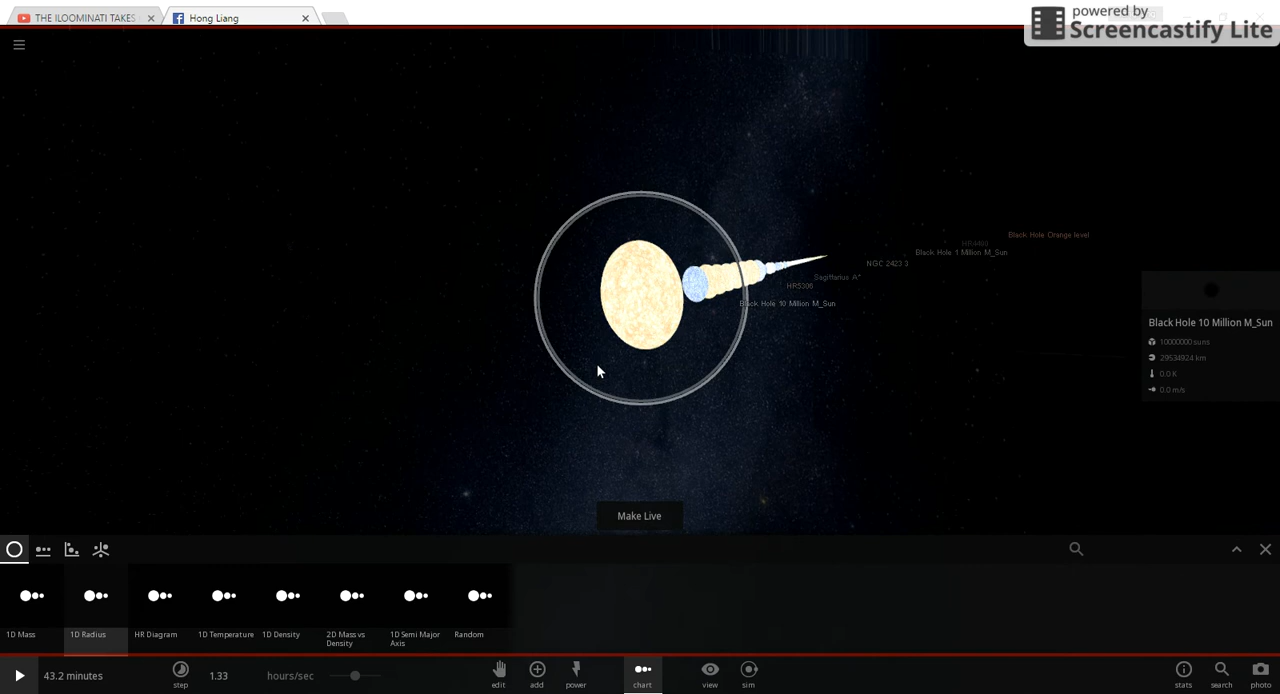 THE ILOOMINATI TAKES
Hong Liang
powered by
Screencastify Lite
Black Hole Orange level
Black Hole 1 Million M_Sun
NGC 2423 3
Sagittarius A*
HR5306
Black Hole 10 Million M_Sun
Black Hole 10 Million M_Sun
10000000 suns
29534924 km
0.0 K
0.0 m/s
Make Live
1D Mass
1D Radius
HR Diagram
1D Temperature
1D Density
2D Mass vs
Density
1D Semi Major
Axis
Random
43.2 minutes
step
1.33
hours/sec
edit
add
power
chart
view
sim
stats
search
photo